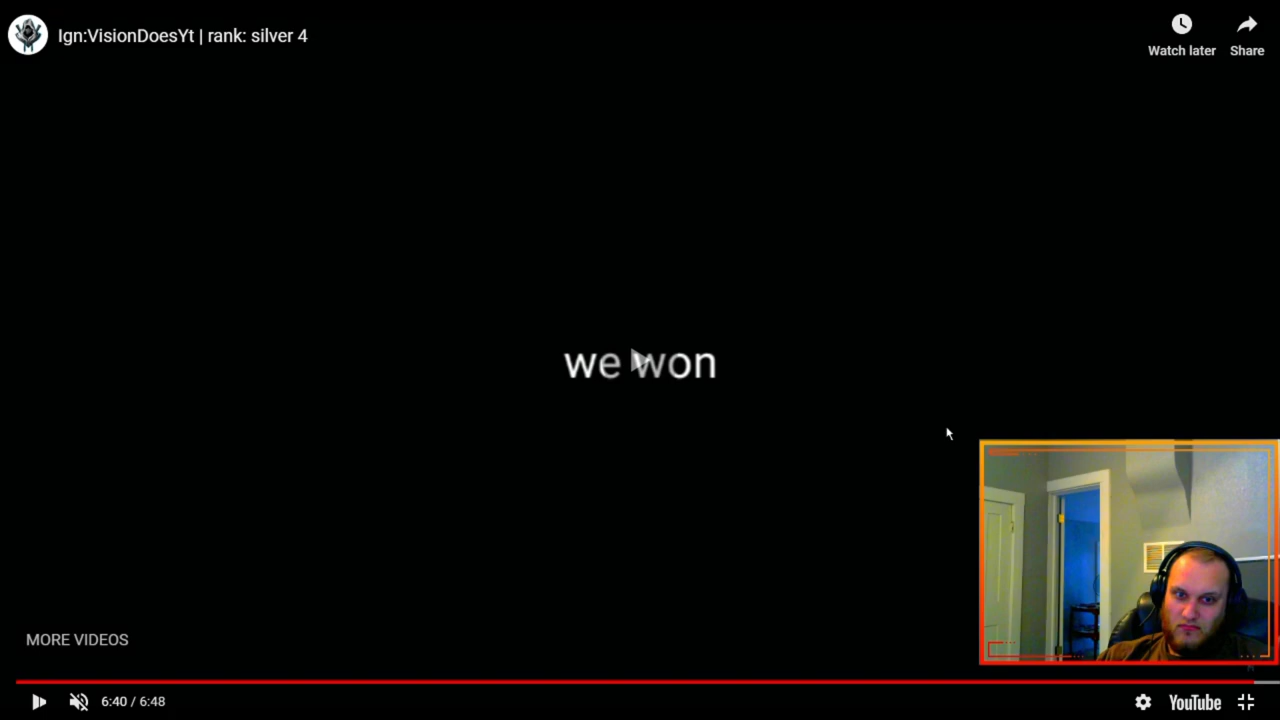 Ign:VisionDoesYt | rank: silver 4
Watch later
Share
we won
MORE VIDEOS
6:40 / 6:48
YouTube